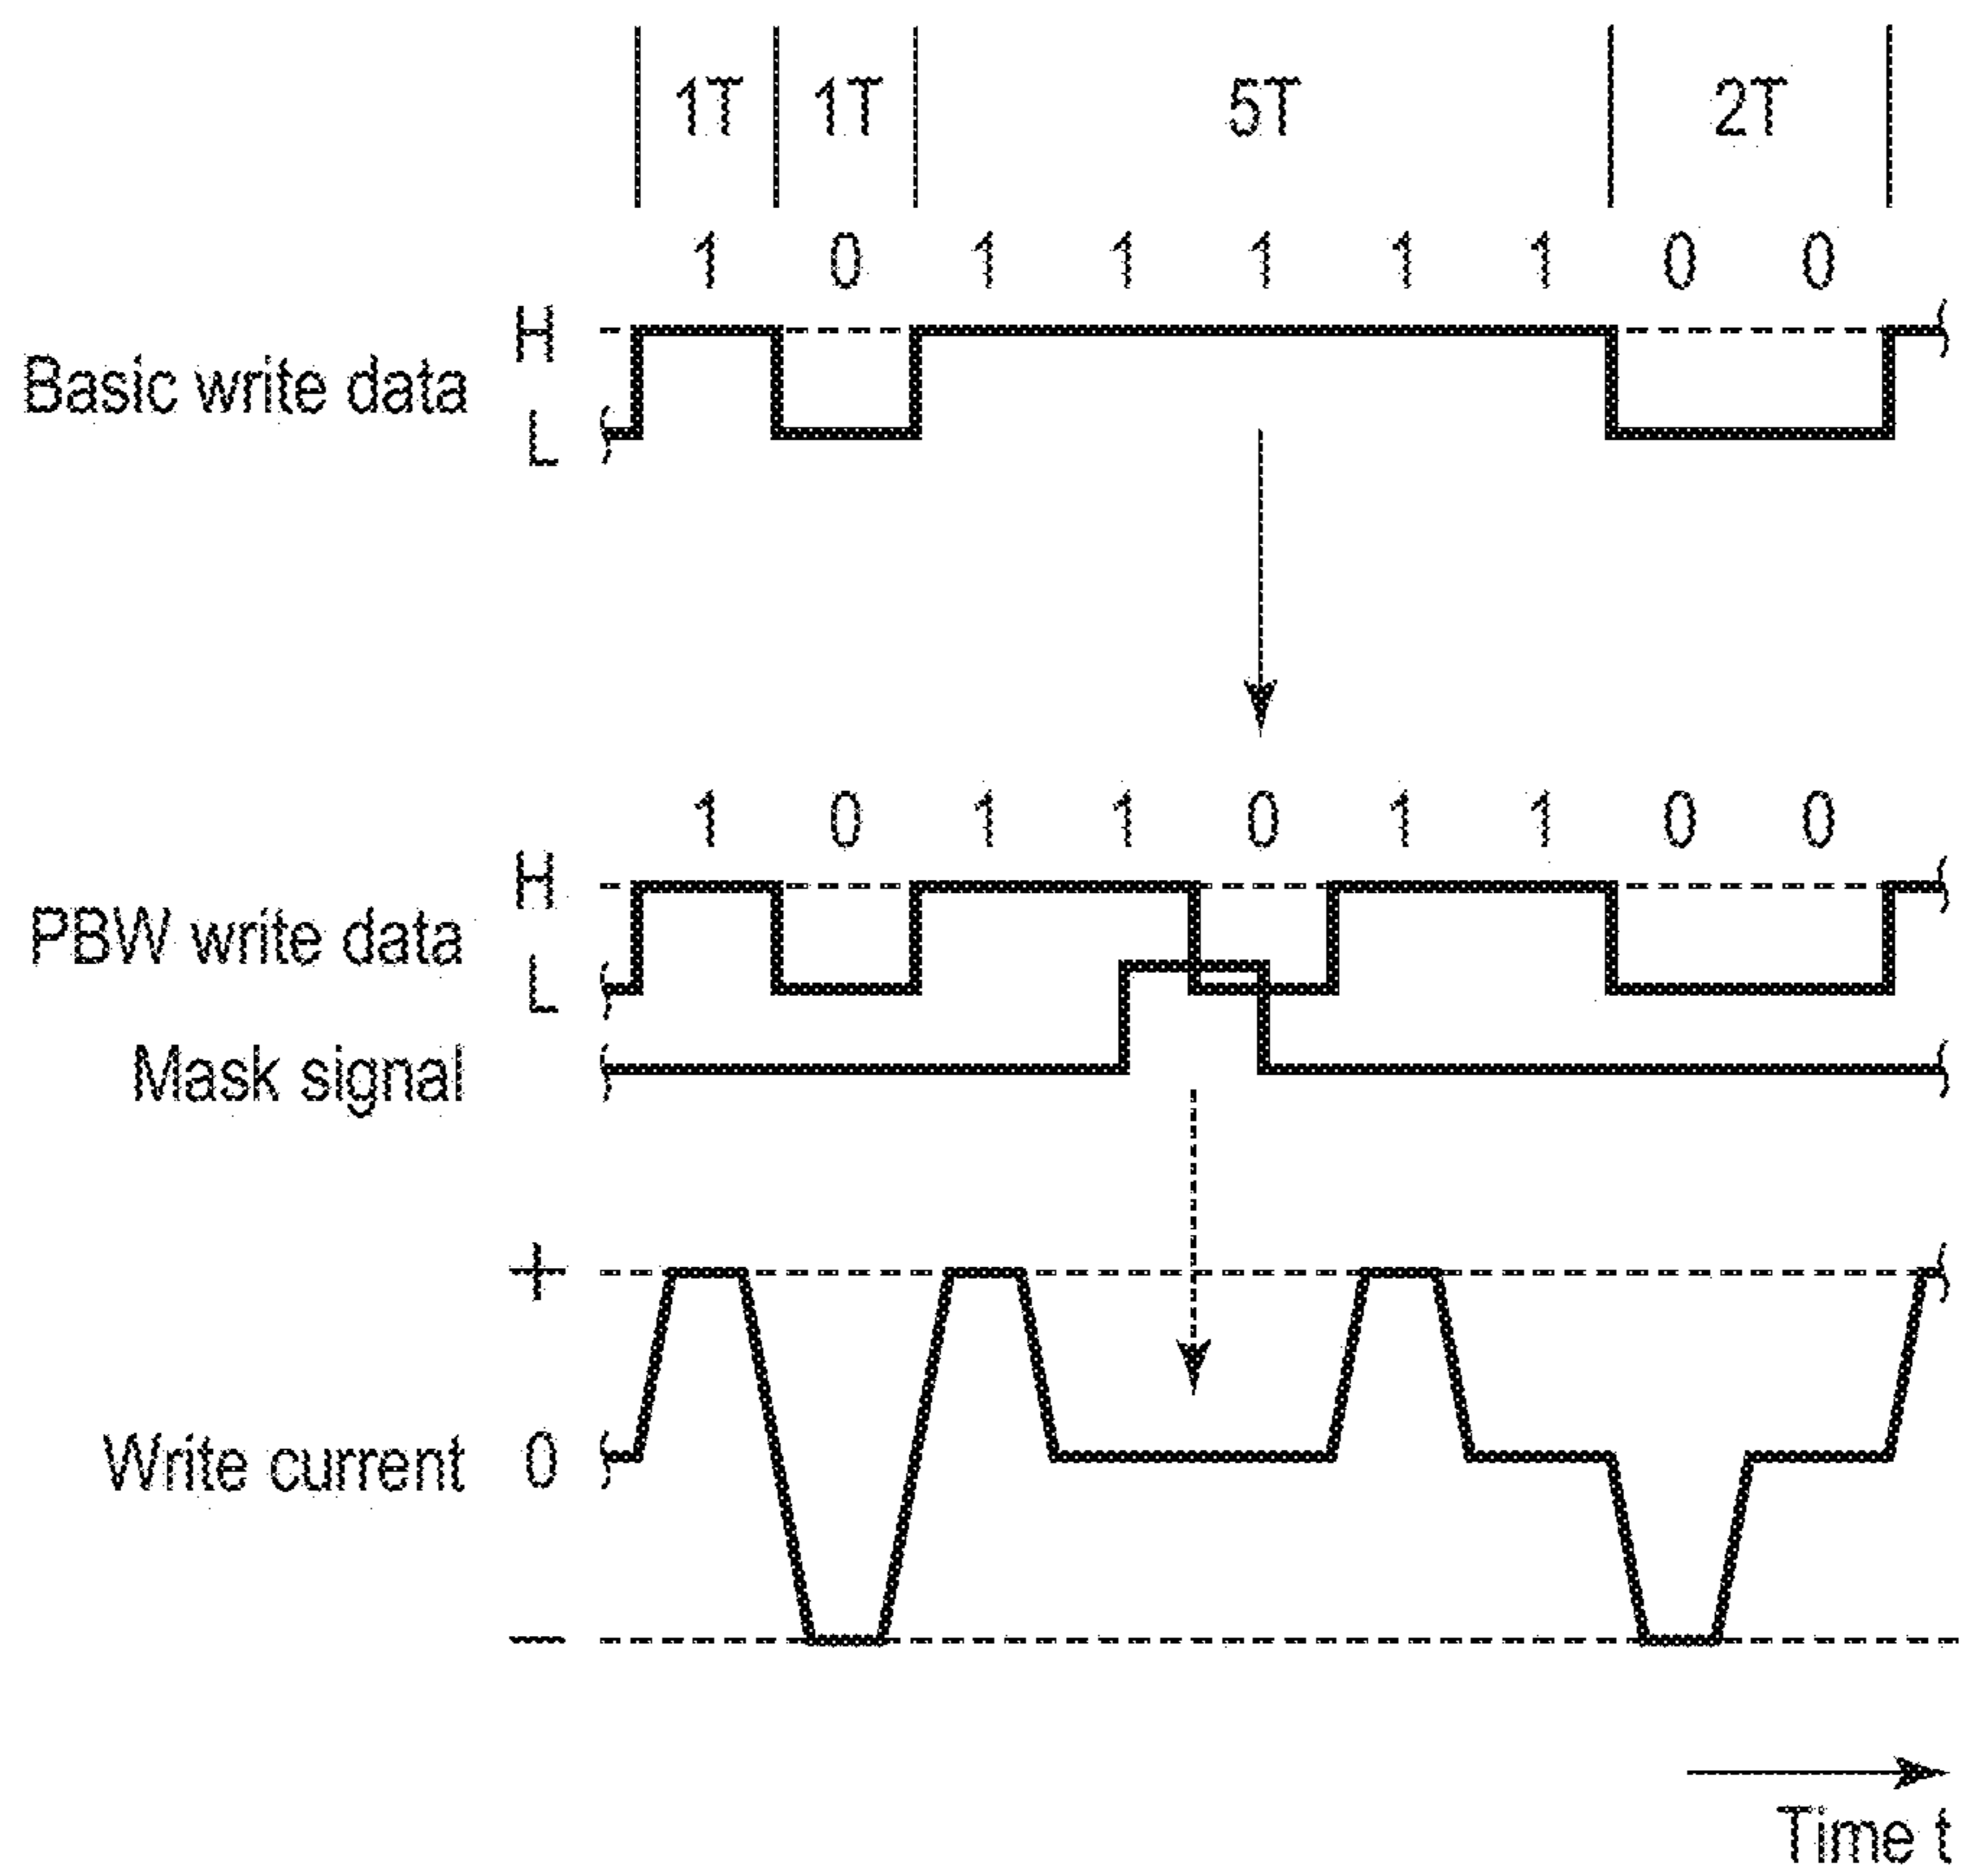 1T 1T 5T 2T
1 0 1 1 1 1 1 0 0
H
Basic write data
L
1 0 1 1 0 1 1 0 0
H
PBW write data
L
Mask signal
+
Write current 0
−
Time t